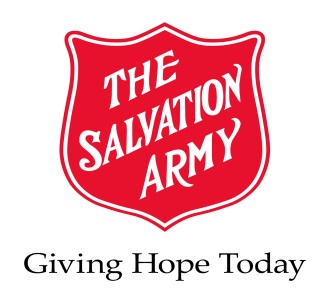 THE
SALVATION
ARMY
Giving Hope Today